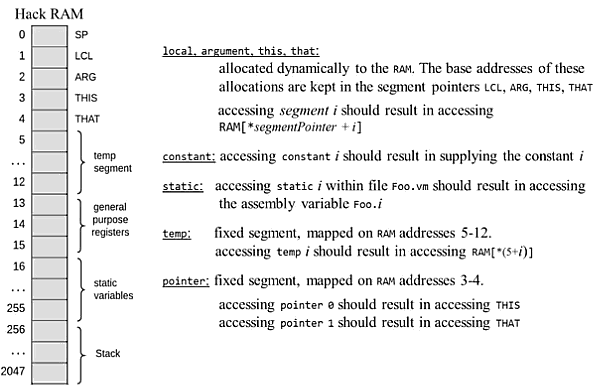 Hack RAM
0 SP
1 LCL
2 ARG
3 THIS
4 THAT
5
...
12
temp
segment
13
14
15
general
purpose
registers
16
...
255
static
variables
256
...
2047
Stack
local, argument, this, that:
allocated dynamically to the RAM. The base addresses of these
allocations are kept in the segment pointers LCL, ARG, THIS, THAT
accessing segment i should result in accessing
RAM[*segmentPointer + i]
constant: accessing constant i should result in supplying the constant i
static: accessing static i within file Foo.vm should result in accessing
the assembly variable Foo.i
temp: fixed segment, mapped on RAM addresses 5-12.
accessing temp i should result in accessing RAM[*(5+i)]
pointer: fixed segment, mapped on RAM addresses 3-4.
accessing pointer 0 should result in accessing THIS
accessing pointer 1 should result in accessing THAT